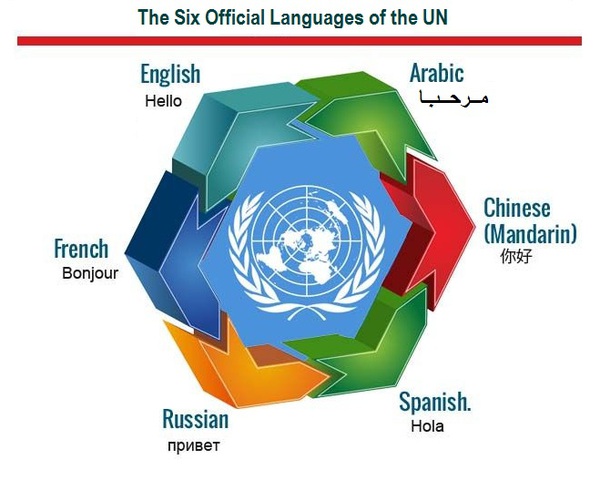 The Six Official Languages of the UN
English
Hello
Arabic
مـرحــبـا
Chinese
(Mandarin)
你好
Spanish.
Hola
Russian
привет
French
Bonjour